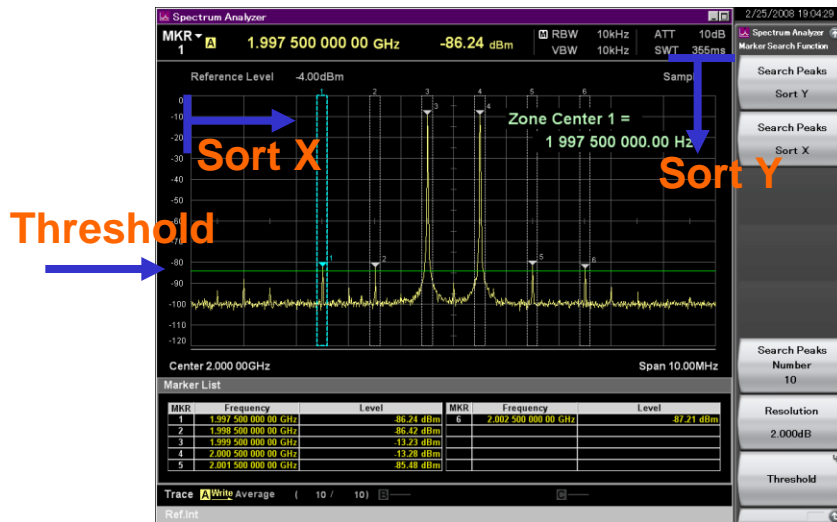 Spectrum Analyzer
2/25/2008 19:04:29
MKR 1 A 1.997 500 000 00 GHz -86.24 dBm
M RBW 10kHz ATT 10dB
VBW 10kHz SWT 355ms
Spectrum Analyzer
Marker Search Function
Reference Level -4.00dBm
Search Peaks
Sort Y
Search Peaks
Sort X
1 2 3 4 5 6
Zone Center 1 =
1 997 500 000.00 Hz
Sort X
Sort Y
Threshold
0
-10
-20
-30
-40
-80
-90
-100
-110
-120
1 2 3 4 5 6
Center 2.000 00GHz
Span 10.00MHz
Search Peaks
Number
10
Marker List
MKR Frequency Level MKR Frequency Level
1 1.997 500 000 00 GHz -86.24 dBm 6 2.002 500 000 00 GHz -87.21 dBm
2 1.998 500 000 00 GHz -86.42 dBm
3 1.999 500 000 00 GHz -13.23 dBm
4 2.000 500 000 00 GHz -13.28 dBm
5 2.001 500 000 00 GHz -85.48 dBm
Resolution
2.000dB
Threshold
Trace A Write Average ( 10 / 10) B C
Ref.Int